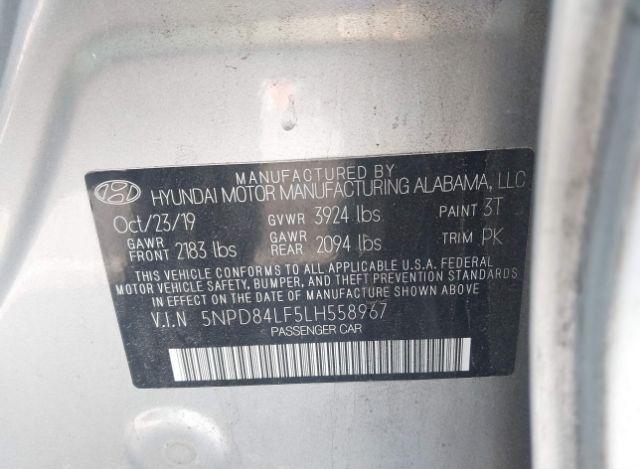 MANUFACTURED BY
HYUNDAI MOTOR MANUFACTURING ALABAMA, LLC
Oct/23/19 GVWR 3924 lbs. PAINT 3T
GAWR FRONT 2183 lbs GAWR REAR 2094 lbs. TRIM PK
THIS VEHICLE CONFORMS TO ALL APPLICABLE U.S.A. FEDERAL
MOTOR VEHICLE SAFETY, BUMPER, AND THEFT PREVENTION STANDARDS
IN EFFECT ON THE DATE OF MANUFACTURE SHOWN ABOVE.
V.I.N 5NPD84LF5LH558967
PASSENGER CAR